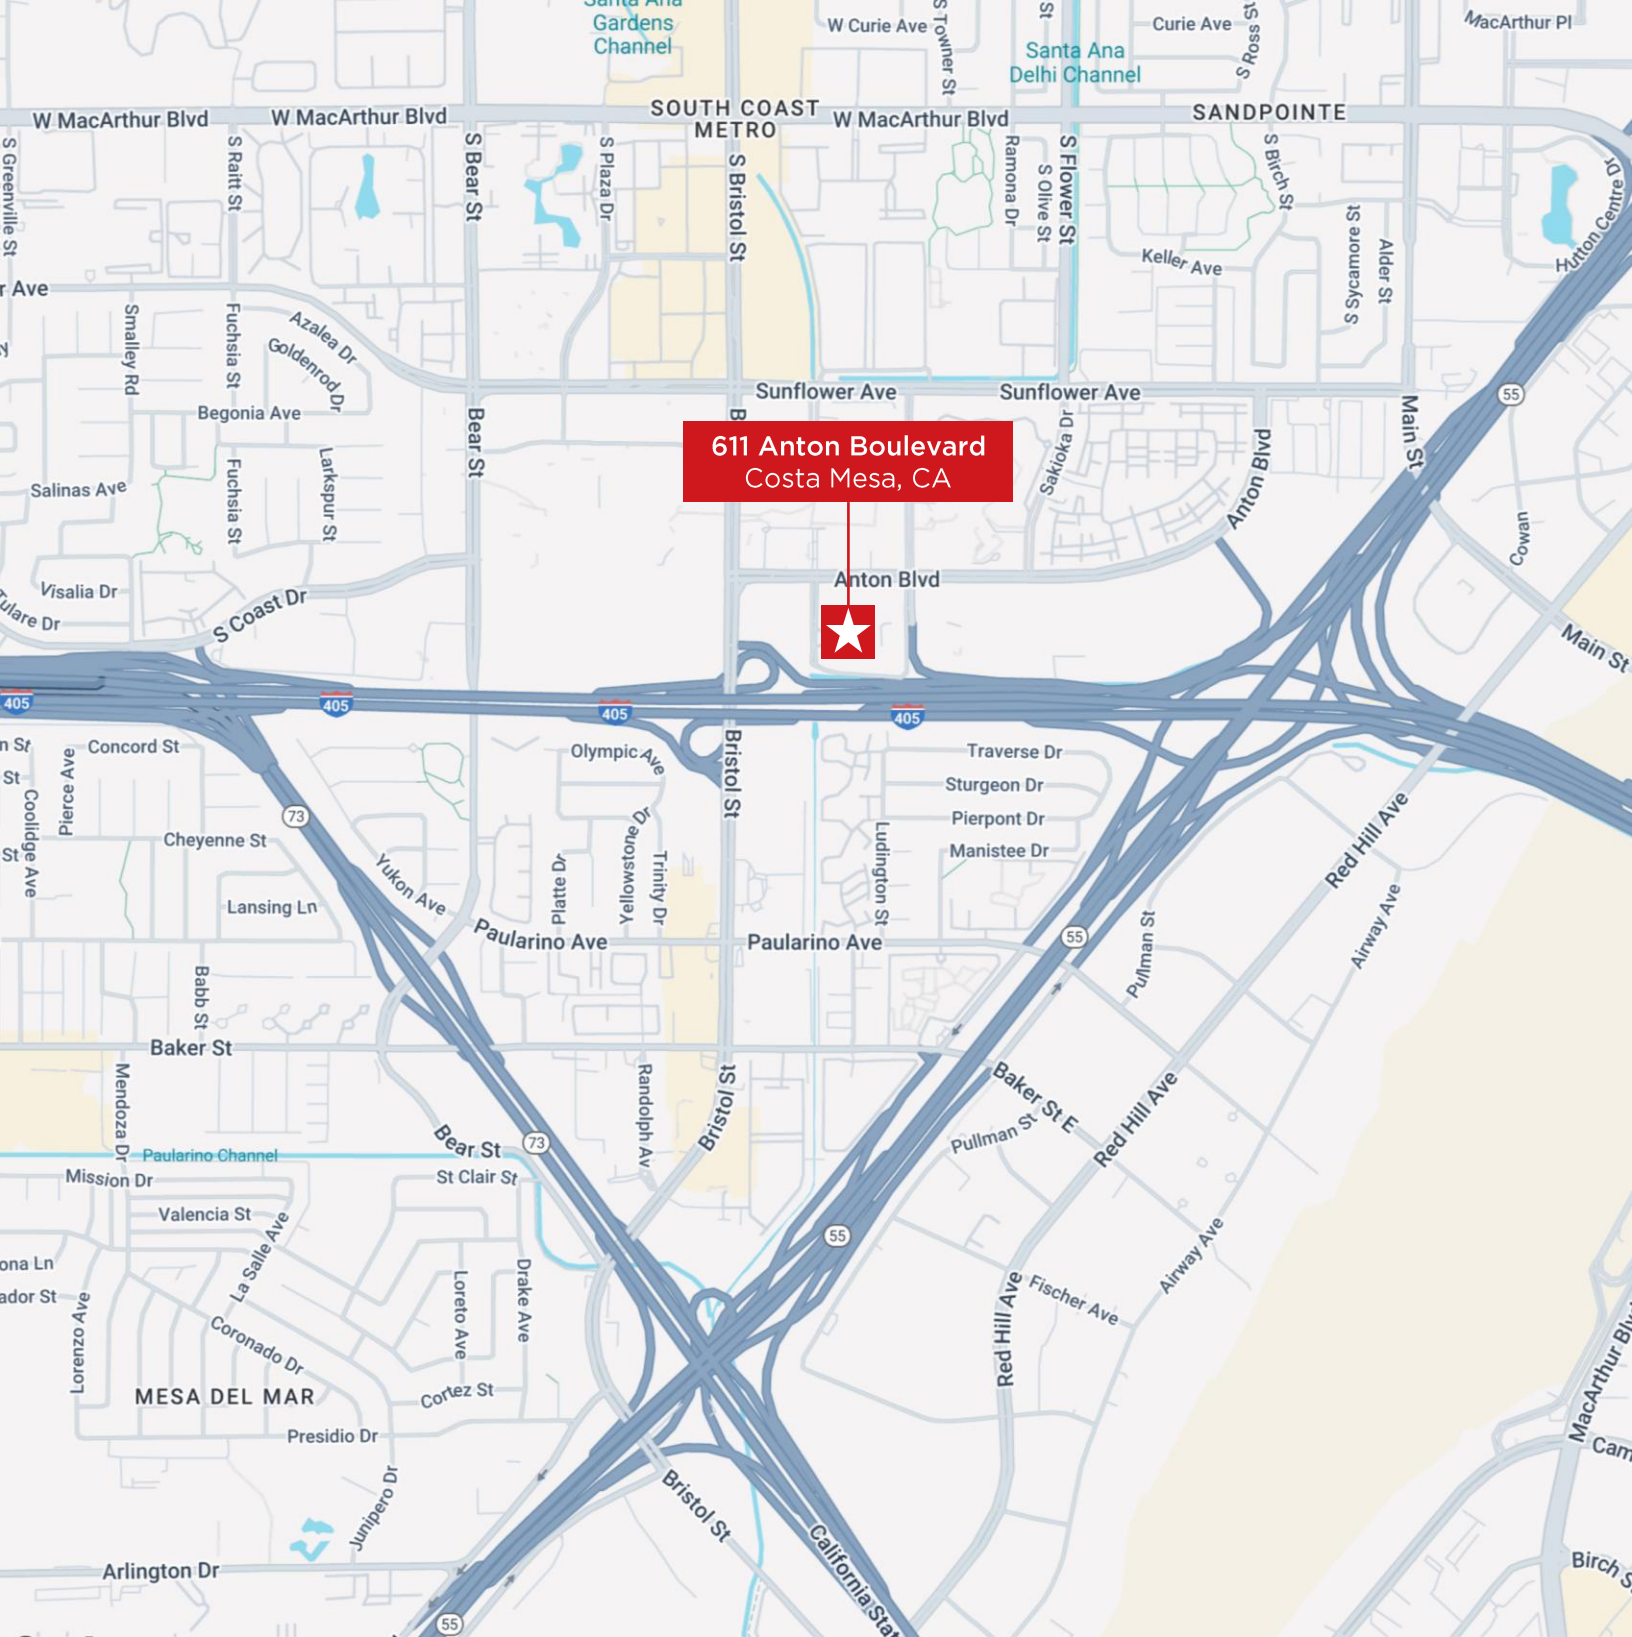 Santa Ana
Gardens
Channel
W Curie Ave
S Towner St
St
Santa Ana
Delhi Channel
Curie Ave
S Ross St
MacArthur Pl
W MacArthur Blvd
W MacArthur Blvd
SOUTH COAST
METRO
W MacArthur Blvd
SANDPOINTE
S Greenville St
S Raitt St
S Bear St
S Plaza Dr
S Bristol St
Ramona Dr
S Olive St
S Flower St
S Birch St
S Sycamore St
Alder St
Hutton Centre Dr
Keller Ave
r Ave
Smalley Rd
Fuchsia St
Azalea Dr
Goldenrod Dr
Begonia Ave
Bear St
B
Sunflower Ave
Sunflower Ave
Main St
55
611 Anton Boulevard
Costa Mesa, CA
Sakioka Dr
Anton Blvd
Salinas Ave
Fuchsia St
Larkspur St
Cowan
Visalia Dr
Tulare Dr
S Coast Dr
Anton Blvd
Main St
405
405
405
405
n St
Concord St
St
Pierce Ave
Coolidge Ave
Olympic Ave
Bristol St
Traverse Dr
Sturgeon Dr
Pierpont Dr
Manistee Dr
73
Cheyenne St
St
Yukon Ave
Platte Dr
Yellowstone Dr
Trinity Dr
Ludington St
Red Hill Ave
Airway Ave
Lansing Ln
Paularino Ave
Paularino Ave
55
Pullman St
Babb St
Baker St
Mendoza Dr
Randolph Av
Bristol St
Baker St E
Pullman St
Red Hill Ave
Bear St
73
Paularino Channel
Mission Dr
St Clair St
Valencia St
La Salle Ave
55
Airway Ave
ona Ln
ador St
Lorenzo Ave
Loreto Ave
Drake Ave
Fischer Ave
Red Hill Ave
Coronado Dr
MESA DEL MAR
Cortez St
Presidio Dr
MacArthur Blv
Cam
Junipero Dr
Bristol St
California Stat
Arlington Dr
Birch S
55